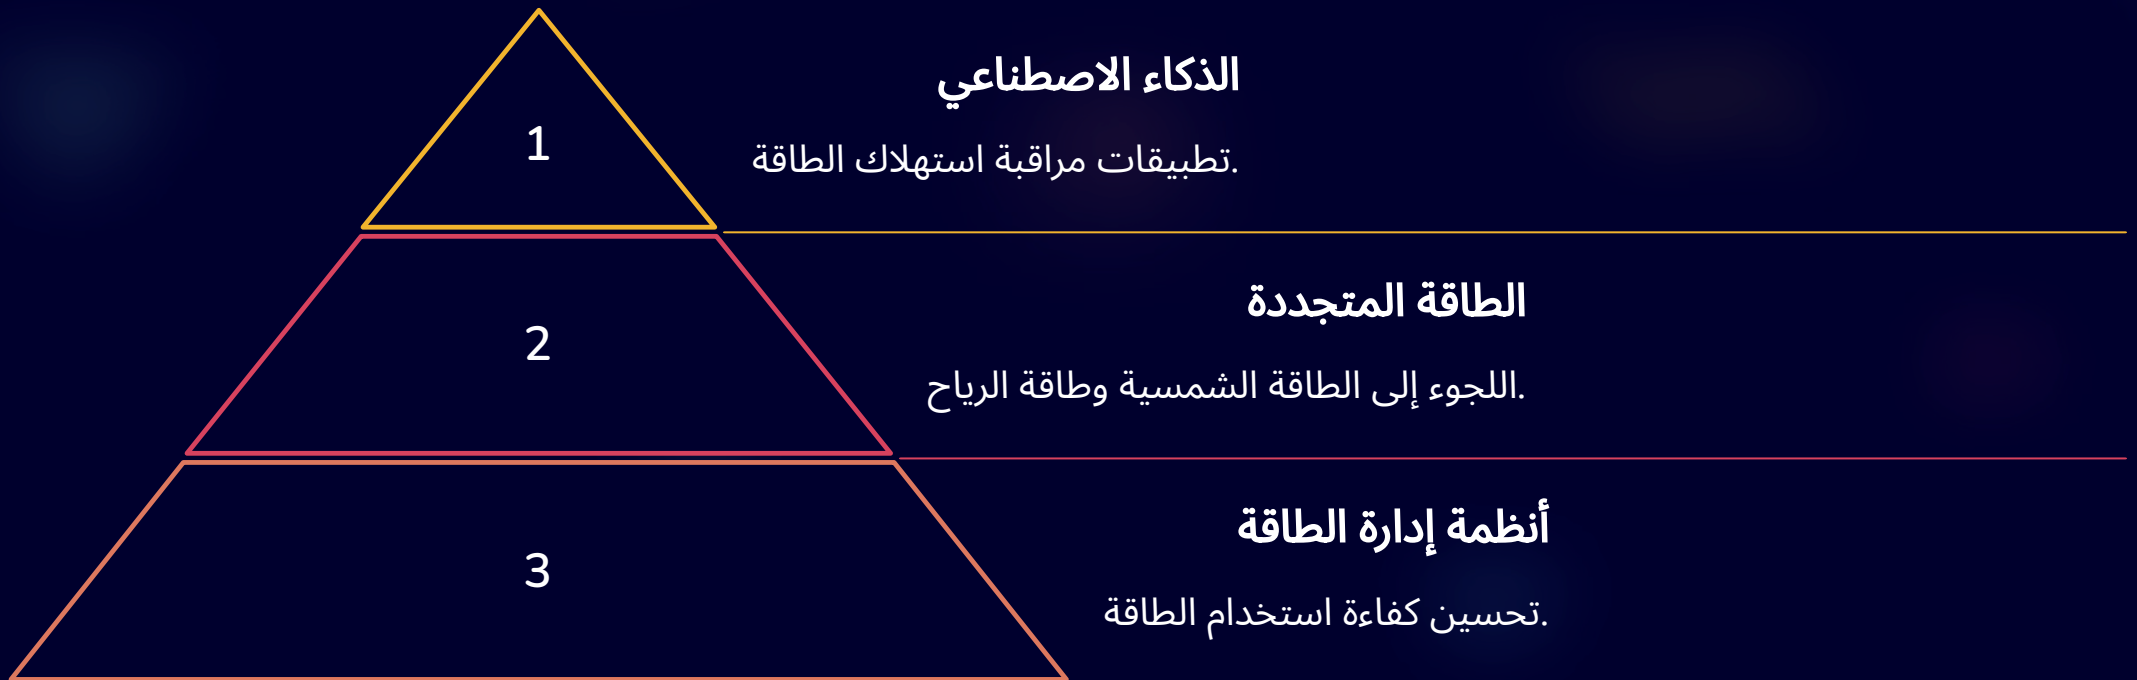 1
الذكاء الاصطناعي
.تطبيقات مراقبة استهلاك الطاقة
2
الطاقة المتجددة
.اللجوء إلى الطاقة الشمسية وطاقة الرياح
3
أنظمة إدارة الطاقة
.تحسين كفاءة استخدام الطاقة